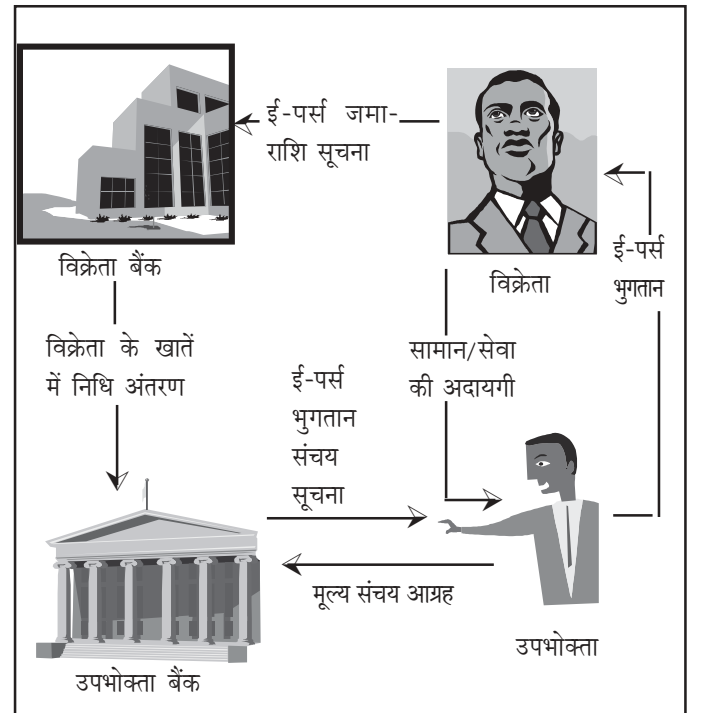 ई-पर्स जमा-
राशि सूचना
विक्रेता बैंक
विक्रेता
ई-पर्स
भुगतान
विक्रेता के खातें
में निधि अंतरण
सामान/सेवा
की अदायगी
ई-पर्स
भुगतान
संचय
सूचना
मूल्य संचय आग्रह
उपभोक्ता
उपभोक्ता बैंक